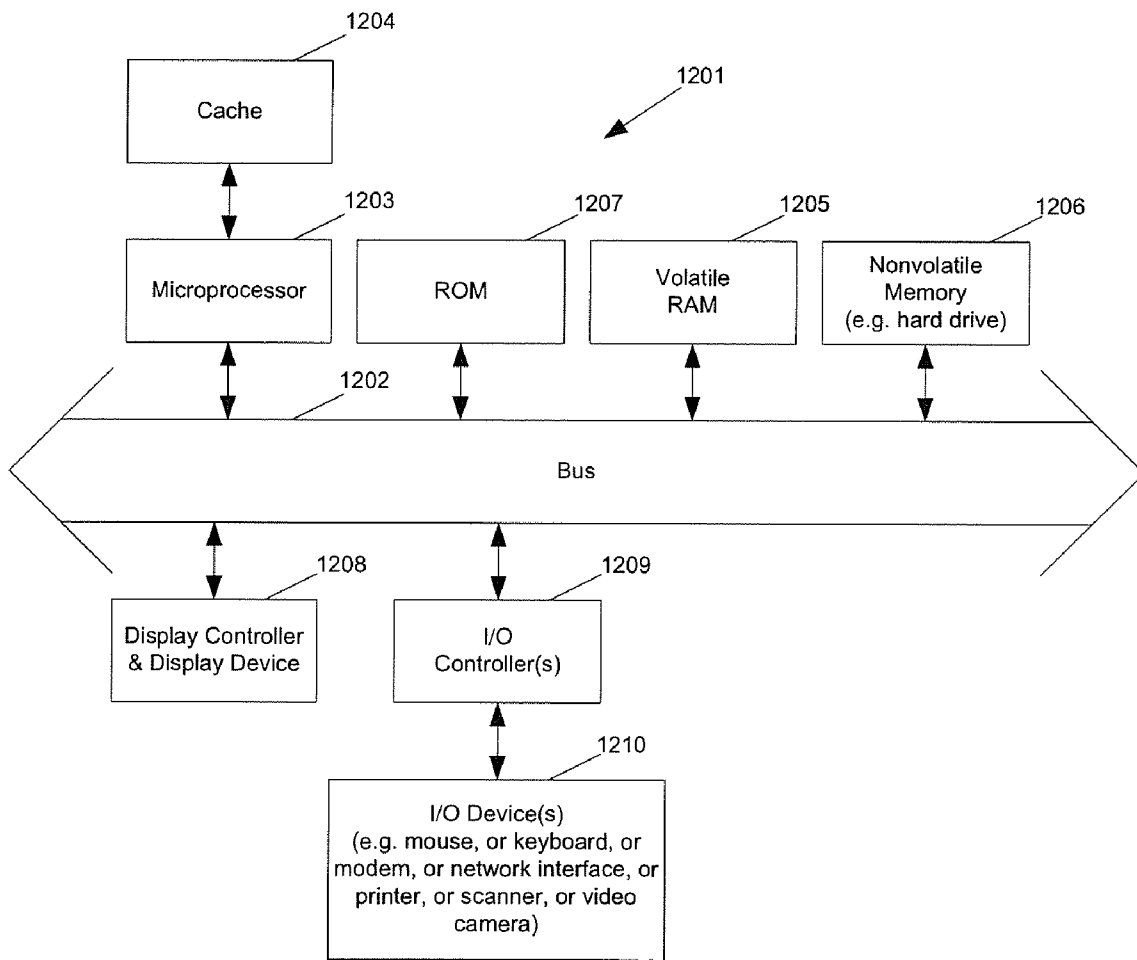 1204
Cache
1201
1203
1207
1205
1206
Microprocessor
ROM
Volatile
RAM
Nonvolatile
Memory
(e.g. hard drive)
1202
Bus
1208
1209
Display Controller
& Display Device
I/O
Controller(s)
1210
I/O Device(s)
(e.g. mouse, or keyboard, or
modem, or network interface, or
printer, or scanner, or video
camera)